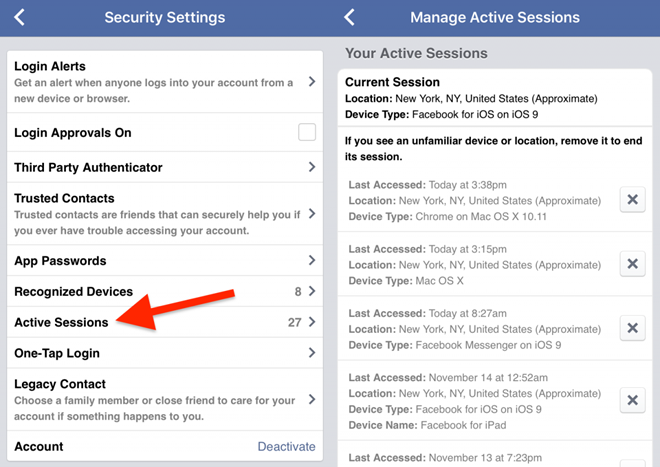 Security Settings
Login Alerts
Get an alert when anyone logs into your account from a
new device or browser.
Login Approvals On
Third Party Authenticator
Trusted Contacts
Trusted contacts are friends that can securely help you if
you ever have trouble accessing your account.
App Passwords
Recognized Devices 8
Active Sessions 27
One-Tap Login
Legacy Contact
Choose a family member or close friend to care for your
account if something happens to you.
Account Deactivate
Manage Active Sessions
Your Active Sessions
Current Session
Location: New York, NY, United States (Approximate)
Device Type: Facebook for iOS on iOS 9
If you see an unfamiliar device or location, remove it to end
its session.
Last Accessed: Today at 3:38pm
Location: New York, NY, United States (Approximate)
Device Type: Chrome on Mac OS X 10.11
Last Accessed: Today at 3:15pm
Location: New York, NY, United States (Approximate)
Device Type: Mac OS X
Last Accessed: Today at 8:27am
Location: New York, NY, United States (Approximate)
Device Type: Facebook Messenger on iOS 9
Last Accessed: November 14 at 12:52am
Location: New York, NY, United States (Approximate)
Device Type: Facebook for iOS on iOS 9
Device Name: Facebook for iPad
Last Accessed: November 13 at 7:23pm